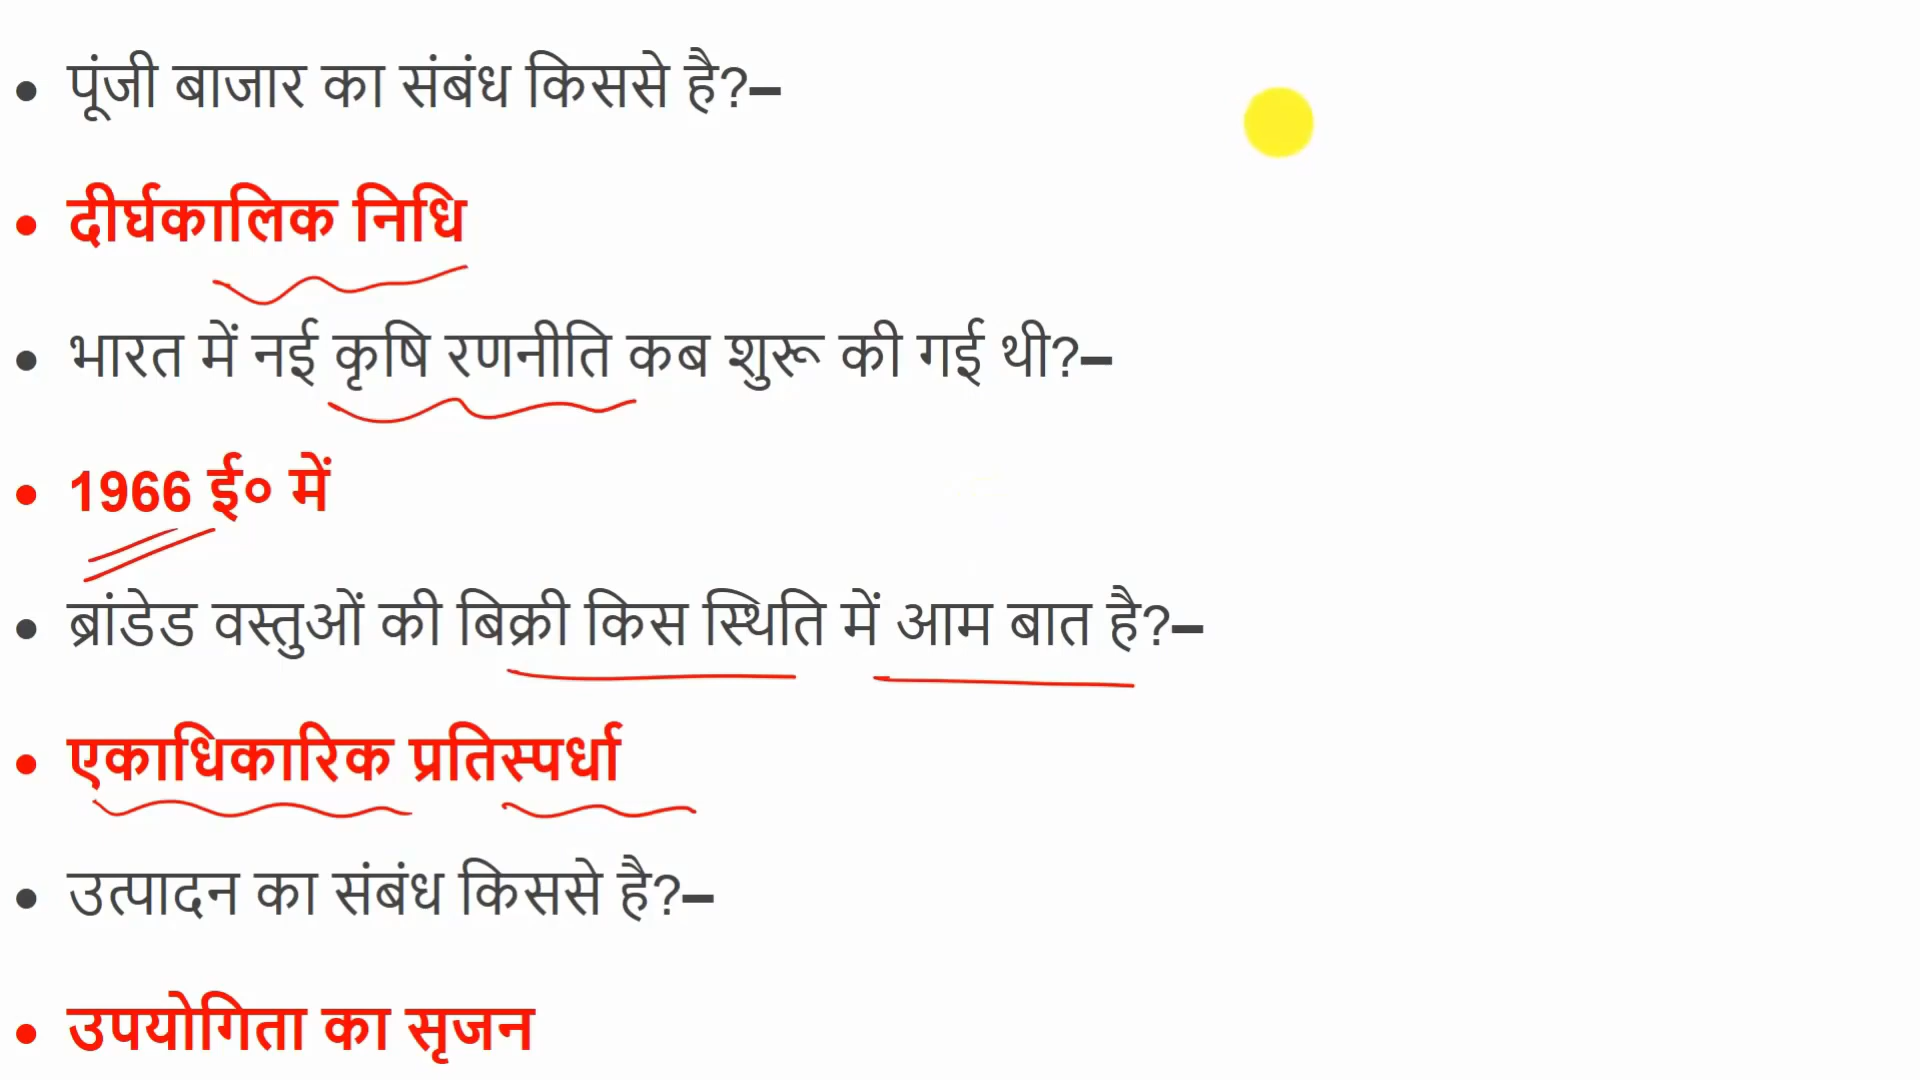 • पूंजी बाजार का संबंध किससे है?–
• दीर्घकालिक निधि
• भारत में नई कृषि रणनीति कब शुरू की गई थी?–
• 1966 ई० में
• ब्रांडेड वस्तुओं की बिक्री किस स्थिति में आम बात है?–
• एकाधिकारिक प्रतिस्पर्धा
• उत्पादन का संबंध किससे है?–
• उपयोगिता का सृजन